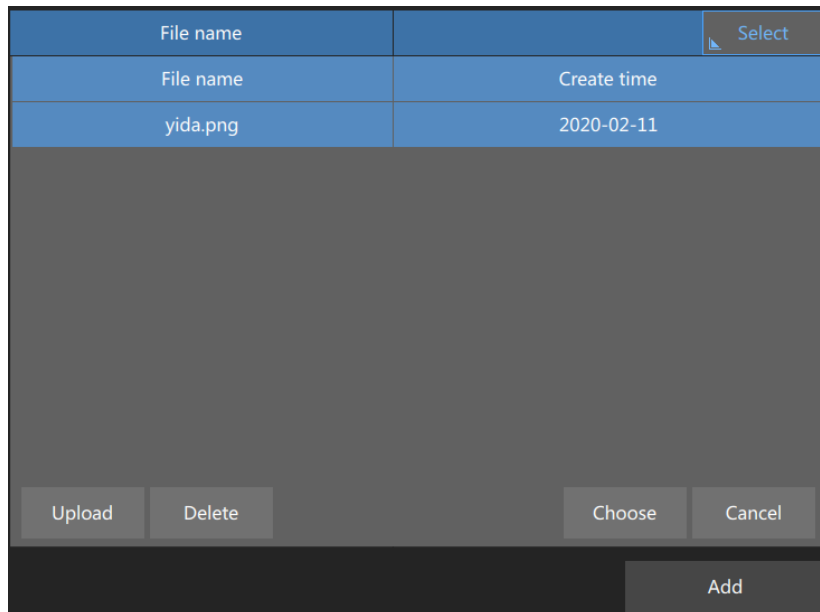 File name Select
File name Create time
yida.png 2020-02-11
Upload Delete Choose Cancel
Add